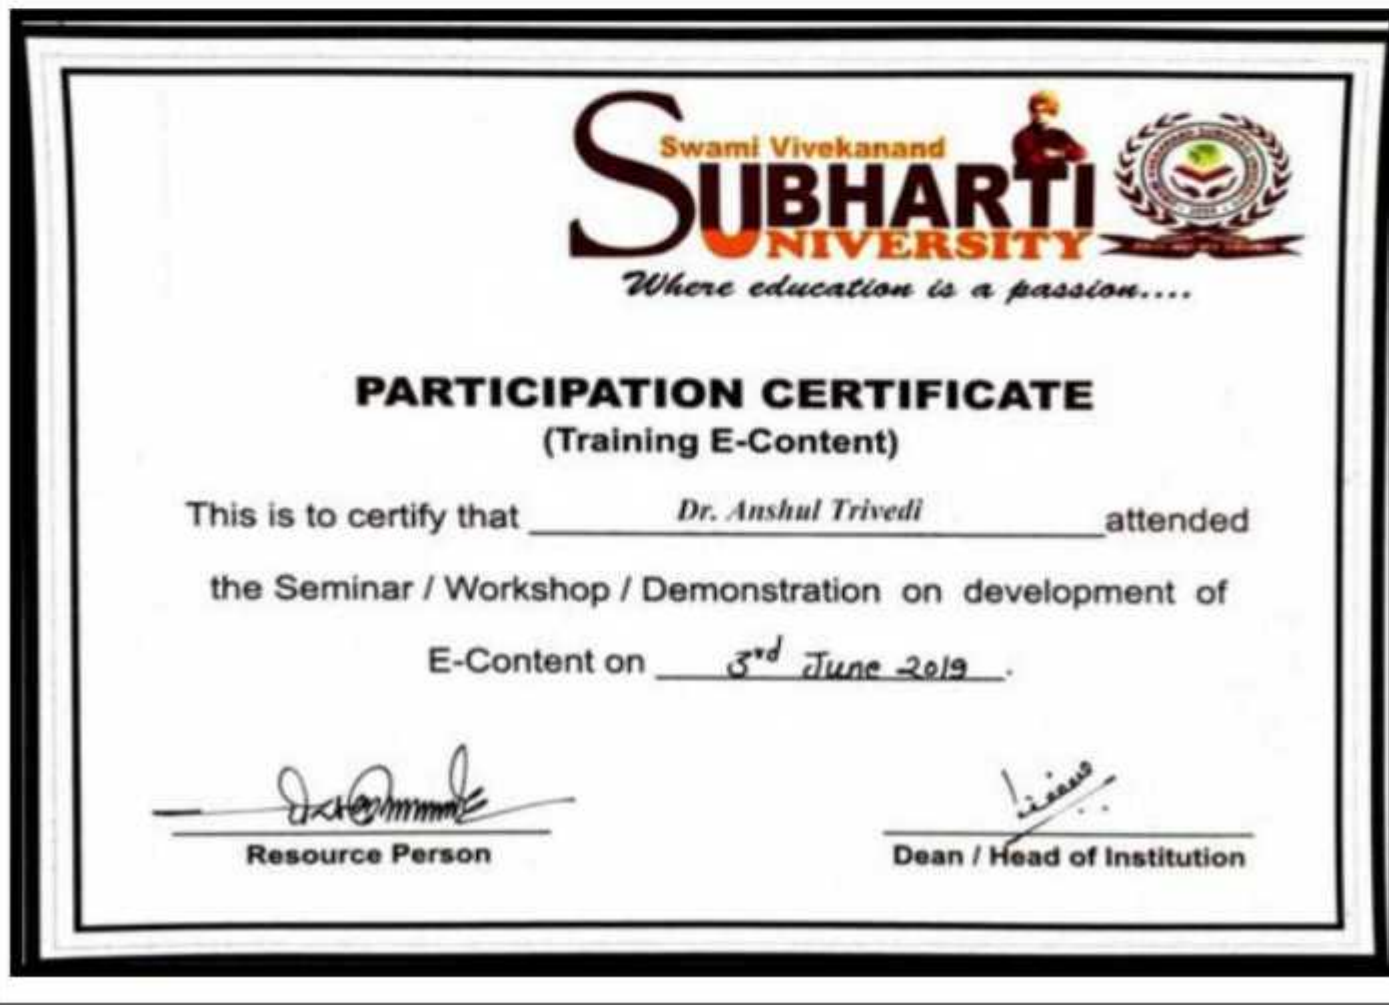 Swami Vivekanand
SUBHARTI
UNIVERSITY
Where education is a passion....
PARTICIPATION CERTIFICATE
(Training E-Content)
This is to certify that Dr. Anshul Trivedi attended
the Seminar / Workshop / Demonstration on development of
E-Content on 3rd June 2019.
Resource Person
Dean / Head of Institution